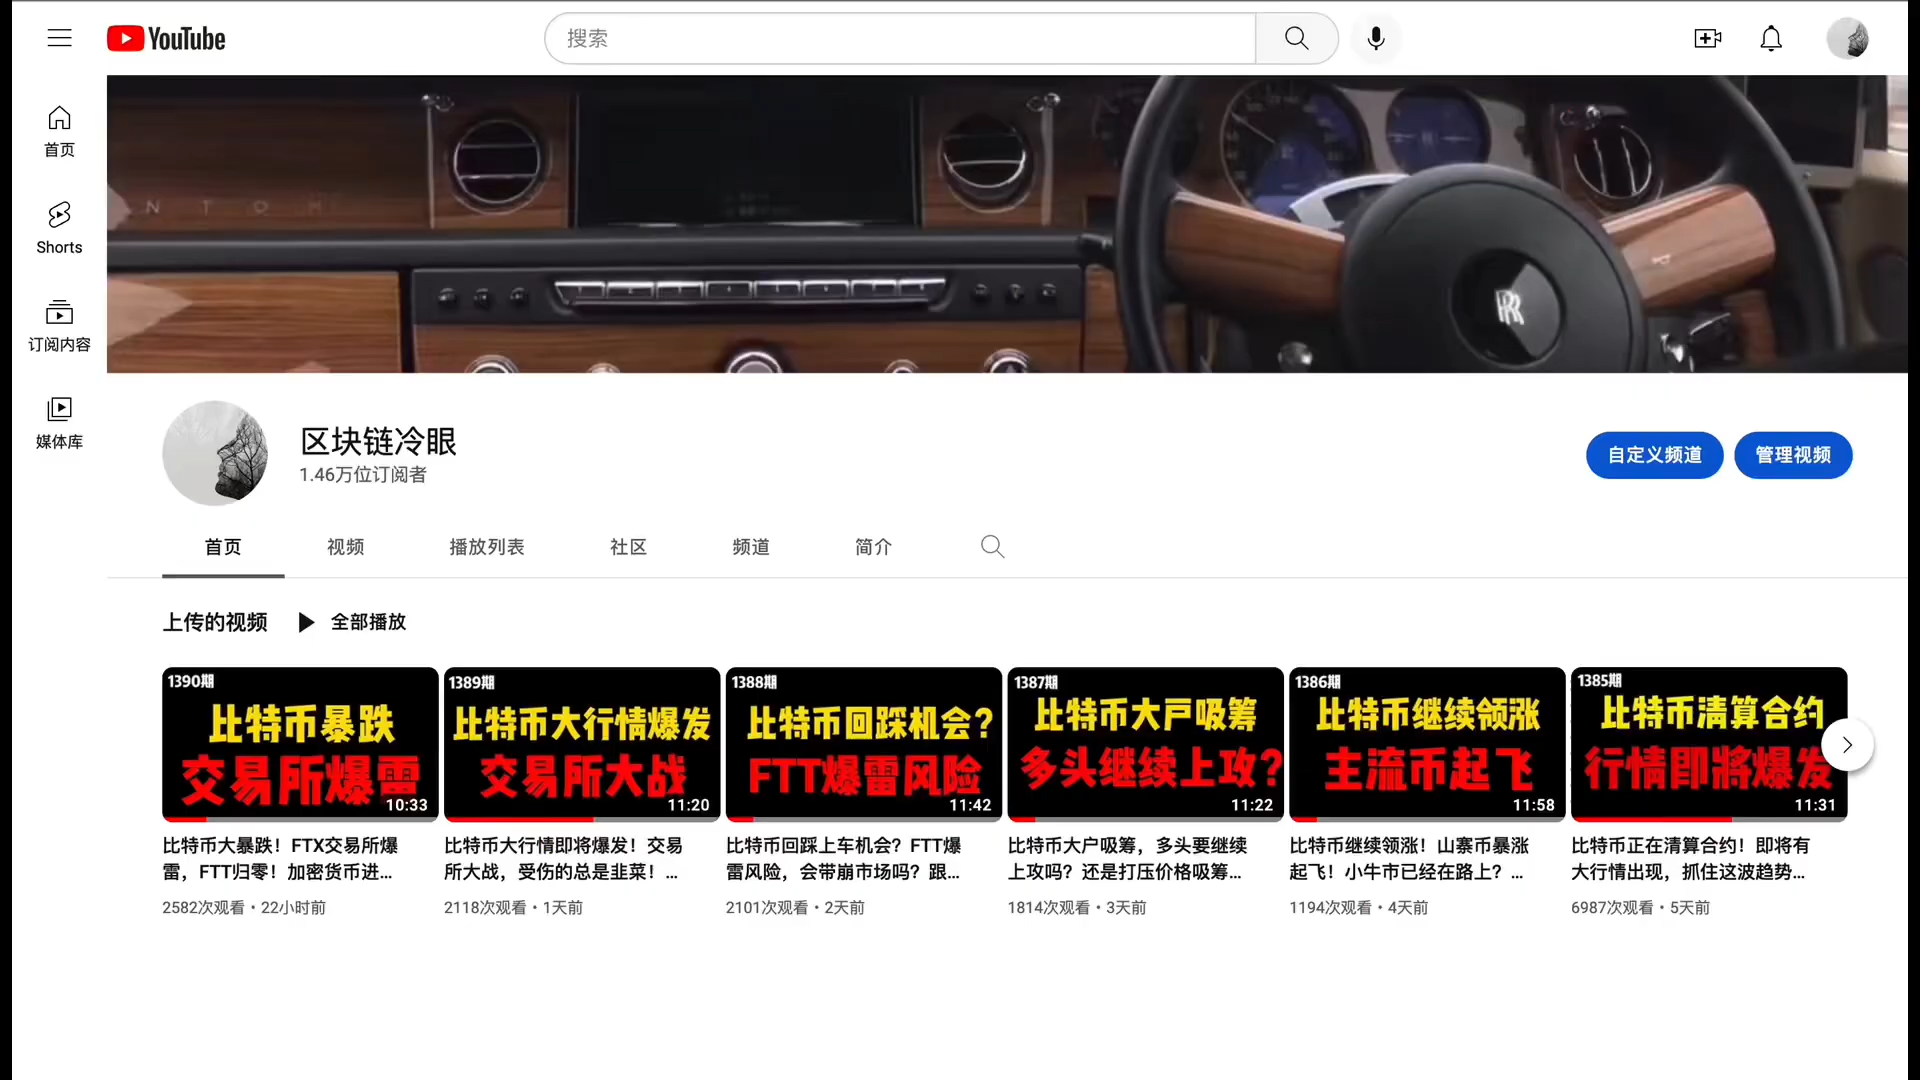 YouTube
搜索
首页
Shorts
订阅内容
媒体库
区块链冷眼
1.46万位订阅者
自定义频道
管理视频
首页
视频
播放列表
社区
频道
简介
上传的视频
全部播放
1390期
比特币暴跌
交易所爆雷
10:33
比特币大暴跌！FTX交易所爆
雷，FTT归零！加密货币进...
2582次观看・22小时前
1389期
比特币大行情爆发
交易所大战
11:20
比特币大行情即将爆发！交易
所大战，受伤的总是韭菜！...
2118次观看・1天前
1388期
比特币回踩机会？
FTT爆雷风险
11:42
比特币回踩上车机会？FTT爆
雷风险，会带崩市场吗？跟...
2101次观看・2天前
1387期
比特币大戸吸筹
多头继续上攻？
11:22
比特币大户吸筹，多头要继续
上攻吗？还是打压价格吸筹...
1814次观看・3天前
1386期
比特币继续领涨
主流币起飞
11:58
比特币继续领涨！山寨币暴涨
起飞！小牛市已经在路上？...
1194次观看・4天前
1385期
比特币清算合约
行情即将爆发
11:31
比特币正在清算合约！即将有
大行情出现，抓住这波趋势...
6987次观看・5天前